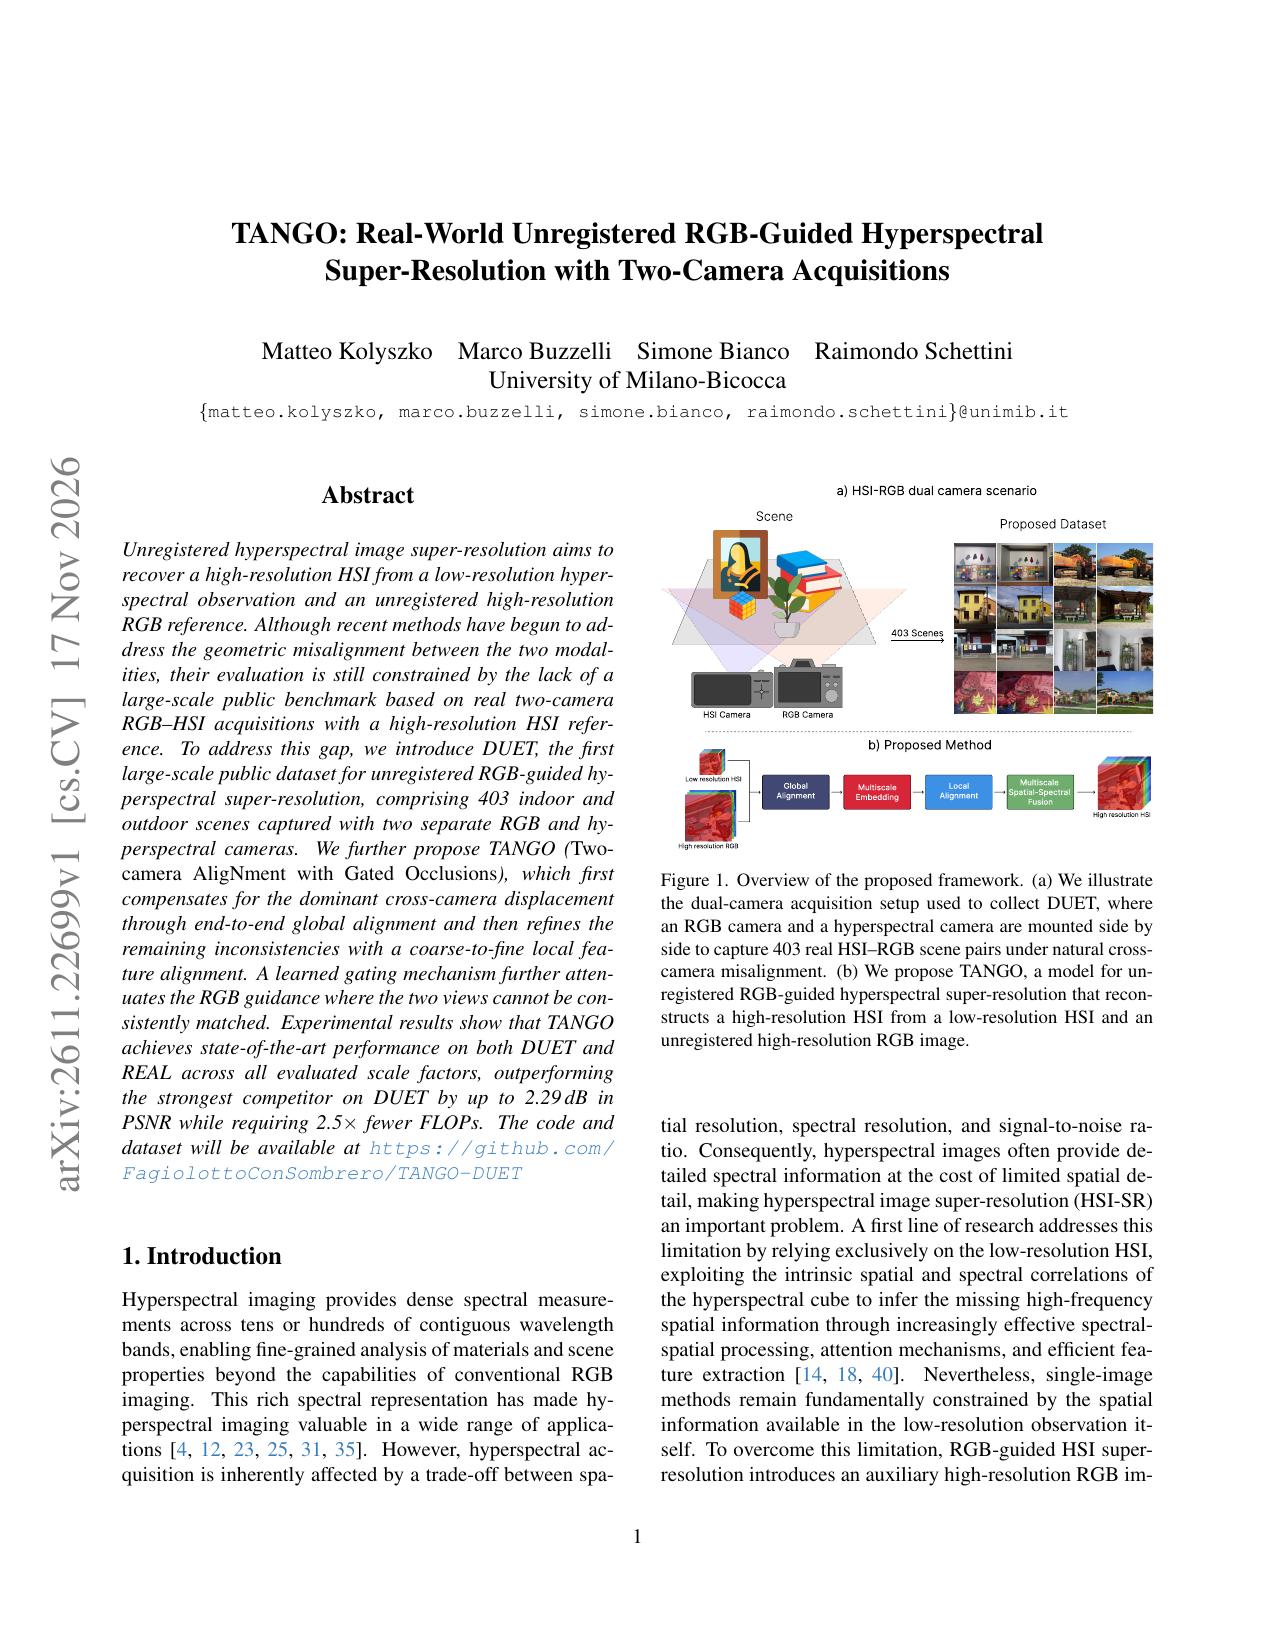 TANGO: Real-World Unregistered RGB-Guided Hyperspectral
Super-Resolution with Two-Camera Acquisitions
Matteo Kolyszko Marco Buzzelli Simone Bianco Raimondo Schettini
University of Milano-Bicocca
{matteo.kolyszko, marco.buzzelli, simone.bianco, raimondo.schettini}@unimib.it
arXiv:2611.22699v1 [cs.CV] 17 Nov 2026
Abstract
Unregistered hyperspectral image super-resolution aims to
recover a high-resolution HSI from a low-resolution hyper-
spectral observation and an unregistered high-resolution
RGB reference. Although recent methods have begun to ad-
dress the geometric misalignment between the two modal-
ities, their evaluation is still constrained by the lack of a
large-scale public benchmark based on real two-camera
RGB–HSI acquisitions with a high-resolution HSI refer-
ence. To address this gap, we introduce DUET, the first
large-scale public dataset for unregistered RGB-guided hy-
perspectral super-resolution, comprising 403 indoor and
outdoor scenes captured with two separate RGB and hy-
perspectral cameras. We further propose TANGO (Two-
camera AligNment with Gated Occlusions), which first
compensates for the dominant cross-camera displacement
through end-to-end global alignment and then refines the
remaining inconsistencies with a coarse-to-fine local fea-
ture alignment. A learned gating mechanism further atten-
uates the RGB guidance where the two views cannot be con-
sistently matched. Experimental results show that TANGO
achieves state-of-the-art performance on both DUET and
REAL across all evaluated scale factors, outperforming
the strongest competitor on DUET by up to 2.29 dB in
PSNR while requiring 2.5× fewer FLOPs. The code and
dataset will be available at https://github.com/
FagiolottoConSombrero/TANGO-DUET
1. Introduction
Hyperspectral imaging provides dense spectral measure-
ments across tens or hundreds of contiguous wavelength
bands, enabling fine-grained analysis of materials and scene
properties beyond the capabilities of conventional RGB
imaging. This rich spectral representation has made hy-
perspectral imaging valuable in a wide range of applica-
tions [4, 12, 23, 25, 31, 35]. However, hyperspectral ac-
quisition is inherently affected by a trade-off between spa-
a) HSI-RGB dual camera scenario
Scene
Proposed Dataset
403 Scenes
HSI Camera
RGB Camera
b) Proposed Method
Low resolution HSI
High resolution RGB
Global
Alignment
Multiscale
Embedding
Local
Alignment
Multiscale
Spatial-Spectral
Fusion
High resolution HSI
Figure 1. Overview of the proposed framework. (a) We illustrate
the dual-camera acquisition setup used to collect DUET, where
an RGB camera and a hyperspectral camera are mounted side by
side to capture 403 real HSI–RGB scene pairs under natural cross-
camera misalignment. (b) We propose TANGO, a model for un-
registered RGB-guided hyperspectral super-resolution that recon-
structs a high-resolution HSI from a low-resolution HSI and an
unregistered high-resolution RGB image.
tial resolution, spectral resolution, and signal-to-noise ra-
tio. Consequently, hyperspectral images often provide de-
tailed spectral information at the cost of limited spatial de-
tail, making hyperspectral image super-resolution (HSI-SR)
an important problem. A first line of research addresses this
limitation by relying exclusively on the low-resolution HSI,
exploiting the intrinsic spatial and spectral correlations of
the hyperspectral cube to infer the missing high-frequency
spatial information through increasingly effective spectral-
spatial processing, attention mechanisms, and efficient fea-
ture extraction [14, 18, 40]. Nevertheless, single-image
methods remain fundamentally constrained by the spatial
information available in the low-resolution observation it-
self. To overcome this limitation, RGB-guided HSI super-
resolution introduces an auxiliary high-resolution RGB im-
1